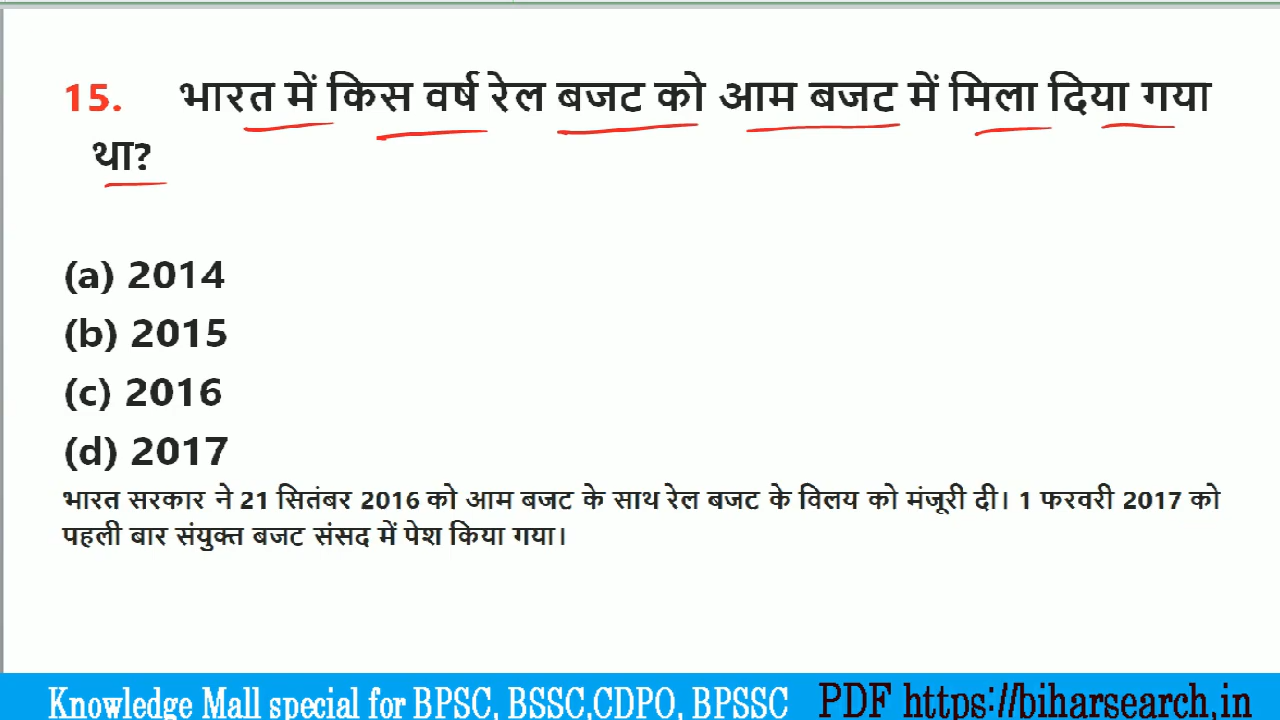 15. भारत में किस वर्ष रेल बजट को आम बजट में मिला दिया गया
था?
(a) 2014
(b) 2015
(c) 2016
(d) 2017
भारत सरकार ने 21 सितंबर 2016 को आम बजट के साथ रेल बजट के विलय को मंजूरी दी। 1 फरवरी 2017 को
पहली बार संयुक्त बजट संसद में पेश किया गया।
Knowledge Mall special for BPSC, BSSC,CDPO, BPSSC PDF https://biharsearch.in